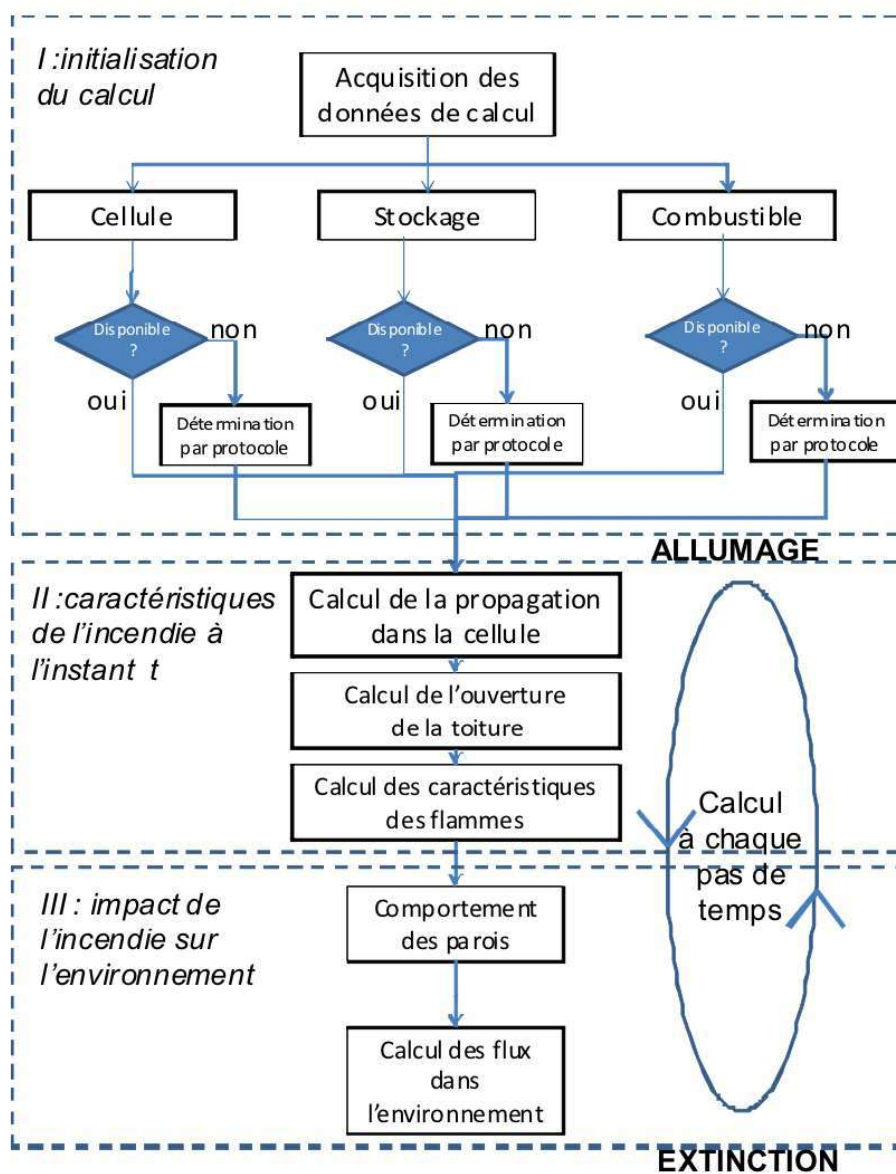 I :initialisation
du calcul
Acquisition des
données de calcul
Cellule
Stockage
Combustible
Disponible
?
non
oui
Disponible
?
non
oui
Disponible
?
non
oui
Détermination
par protocole
Détermination
par protocole
Détermination
par protocole
ALLUMAGE
II :caractéristiques
de l'incendie à
l'instant t
Calcul de la propagation
dans la cellule
Calcul de l'ouverture
de la toiture
Calcul des caractéristiques
des flammes
Calcul
à chaque
pas de
temps
III : impact de
l'incendie sur
l'environnement
Comportement
des parois
Calcul des flux
dans
l'environnement
EXTINCTION